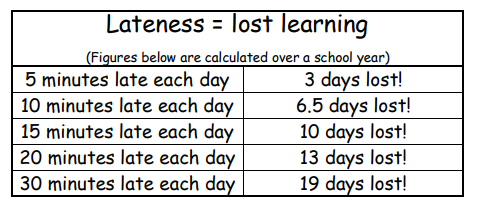 Lateness = lost learning
(Figures below are calculated over a school year)
5 minutes late each day 3 days lost!
10 minutes late each day 6.5 days lost!
15 minutes late each day 10 days lost!
20 minutes late each day 13 days lost!
30 minutes late each day 19 days lost!